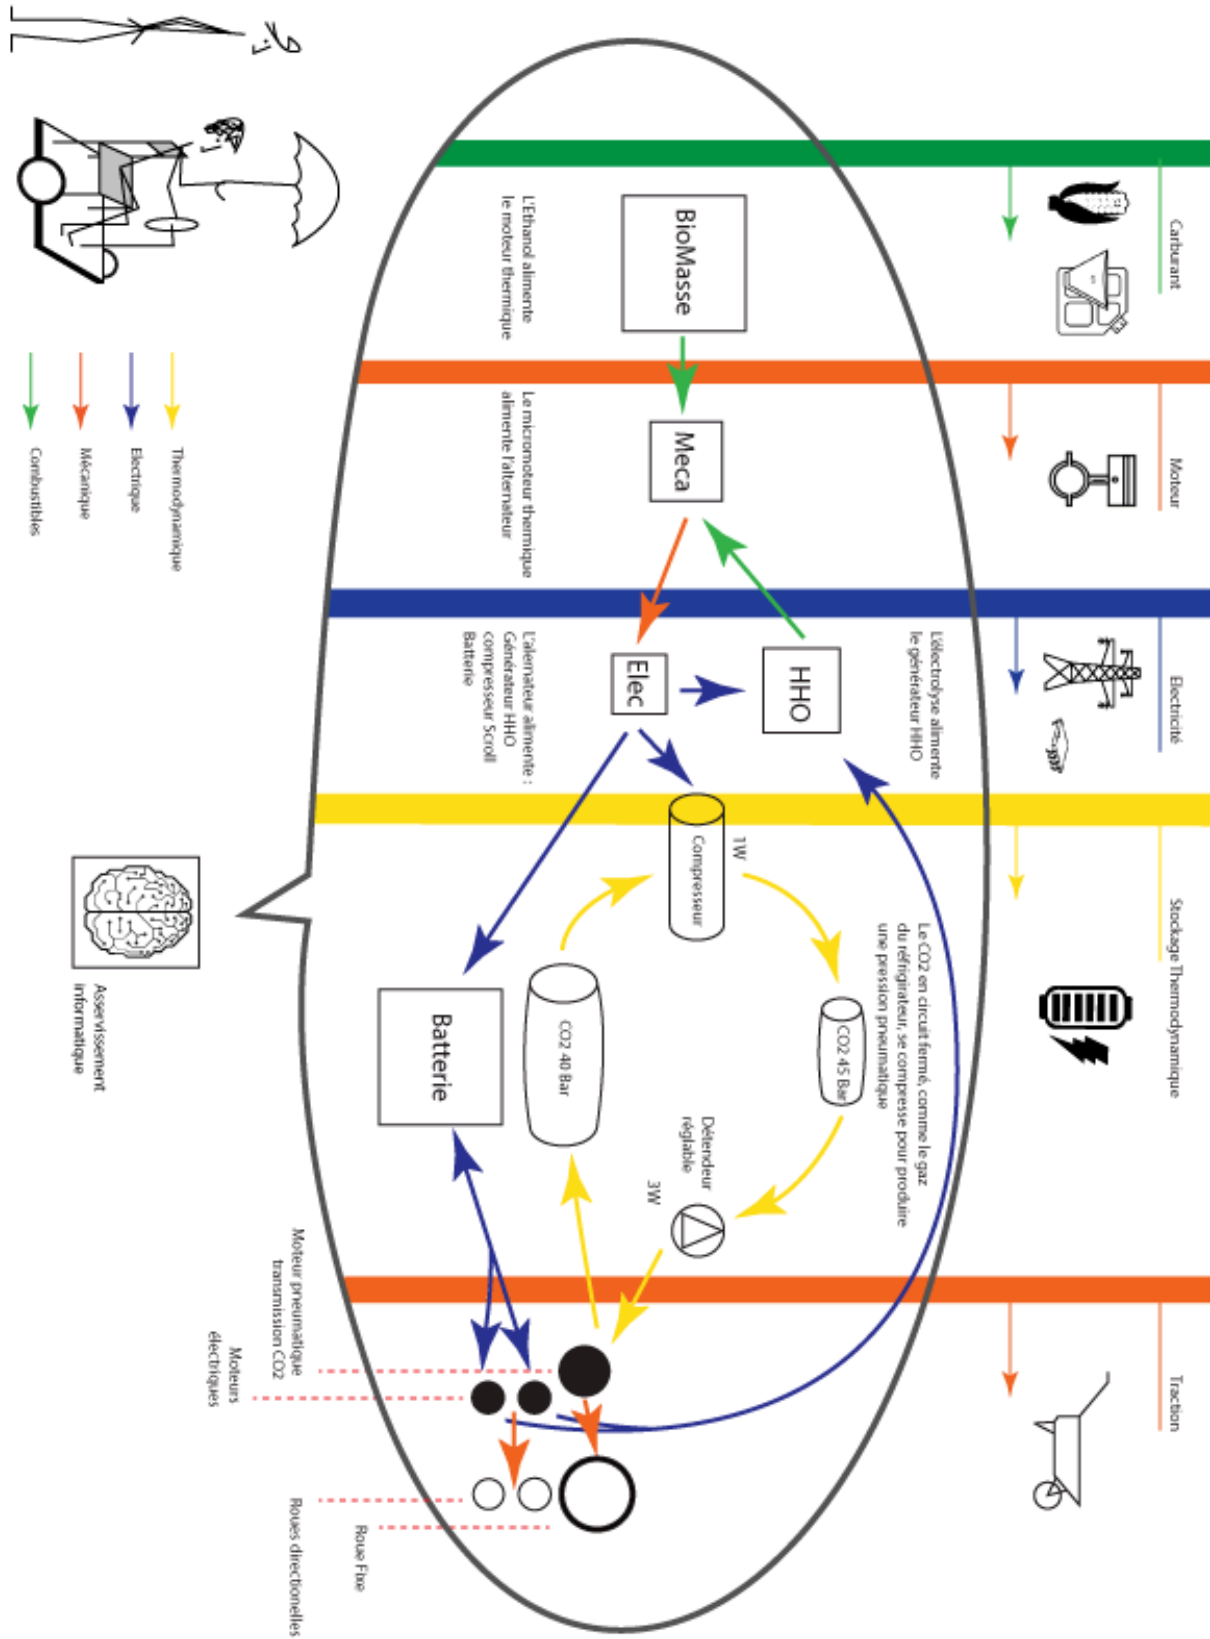 Carburant
Moteur
Electricité
Stockage Thermodynamique
Traction
BioMasse
L'Ethanol alimente
le moteur thermique
Meca
Le micromoteur thermique
alimente l'alternateur
L'électrolyse alimente
le générateur HHO
HHO
Elec
L'alernateur alimente :
Générateur HHO
compresseur Scroll
Batterie
1W
Compresseur
Le CO2 en circuit fermé, comme le gaz
du réfrigirateur, se compresse pour produire
une pression pneumatique
CO2 45 Bar
CO2 40 Bar
Batterie
Détendeur
réglable
3W
Moteur pneumatique
transmission CO2
Moteurs
électriques
Roue Fixe
Roues directionelles
Thermodynamique
Electrique
Mécanique
Combustibles
Asservissement
informatique